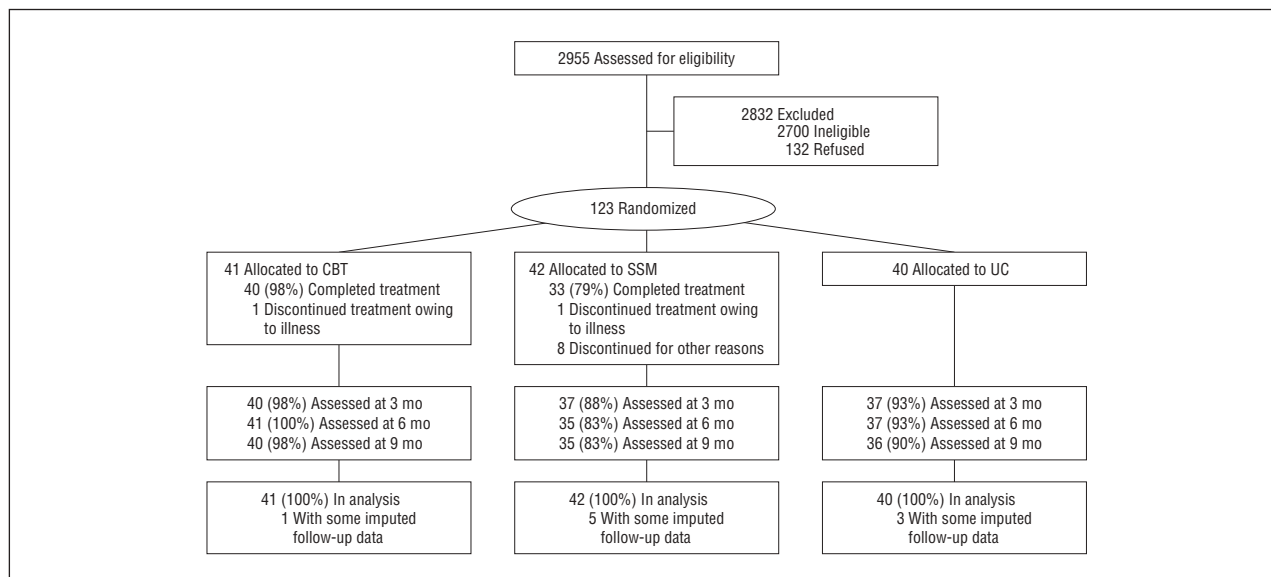 2955 Assessed for eligibility
2832 Excluded
2700 Ineligible
132 Refused
123 Randomized
41 Allocated to CBT
40 (98%) Completed treatment
1 Discontinued treatment owing
to illness
42 Allocated to SSM
33 (79%) Completed treatment
1 Discontinued treatment owing
to illness
8 Discontinued for other reasons
40 Allocated to UC
40 (98%) Assessed at 3 mo
41 (100%) Assessed at 6 mo
40 (98%) Assessed at 9 mo
37 (88%) Assessed at 3 mo
35 (83%) Assessed at 6 mo
35 (83%) Assessed at 9 mo
37 (93%) Assessed at 3 mo
37 (93%) Assessed at 6 mo
36 (90%) Assessed at 9 mo
41 (100%) In analysis
1 With some imputed
follow-up data
42 (100%) In analysis
5 With some imputed
follow-up data
40 (100%) In analysis
3 With some imputed
follow-up data